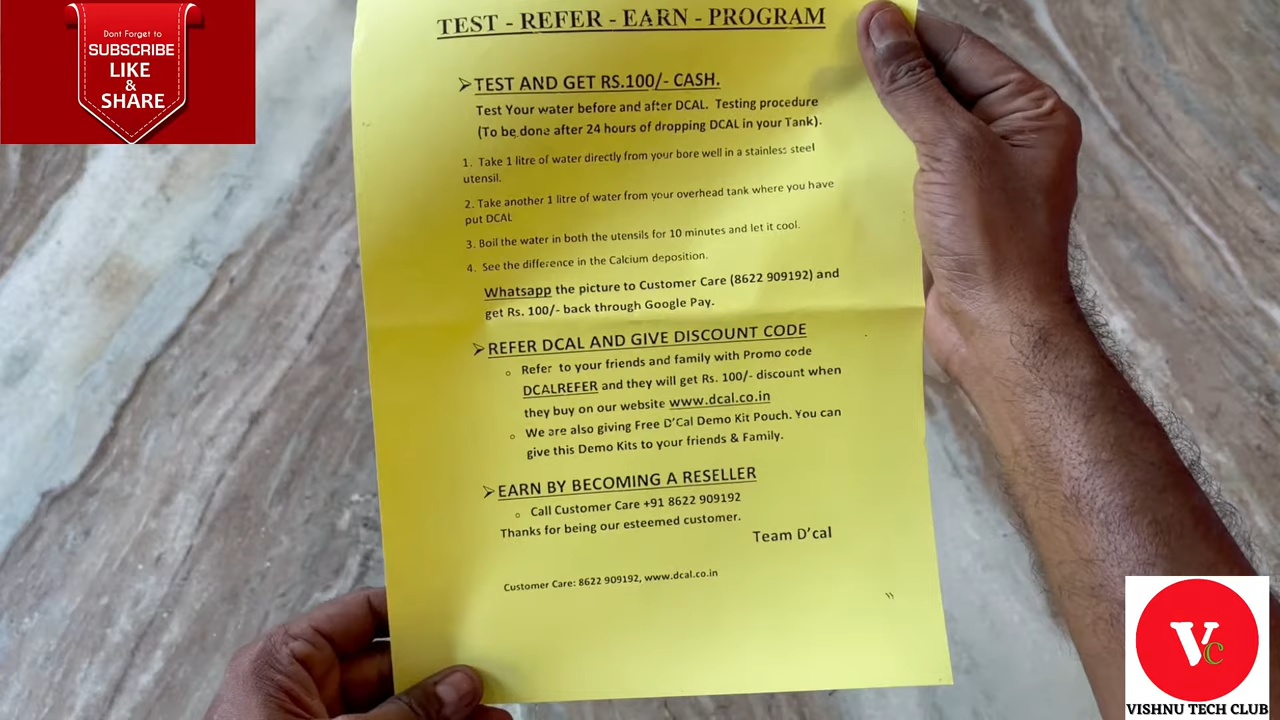 Dont Forget to
SUBSCRIBE
LIKE
&
SHARE
TEST - REFER - EARN - PROGRAM
➢TEST AND GET RS.100/- CASH.
Test Your water before and after DCAL. Testing procedure
(To be done after 24 hours of dropping DCAL in your Tank).
1. Take 1 litre of water directly from your bore well in a stainless steel
utensil.
2. Take another 1 litre of water from your overhead tank where you have
put DCAL
3. Boil the water in both the utensils for 10 minutes and let it cool.
4. See the difference in the Calcium deposition.
Whatsapp the picture to Customer Care (8622 909192) and
get Rs. 100/- back through Google Pay.
➢REFER DCAL AND GIVE DISCOUNT CODE
o Refer to your friends and family with Promo code
DCALREFER and they will get Rs. 100/- discount when
they buy on our website www.dcal.co.in
o We are also giving Free D’Cal Demo Kit Pouch. You can
give this Demo Kits to your friends & Family.
➢EARN BY BECOMING A RESELLER
o Call Customer Care +91 8622 909192
Thanks for being our esteemed customer.
Team D’cal
Customer Care: 8622 909192, www.dcal.co.in
VC
VISHNU TECH CLUB